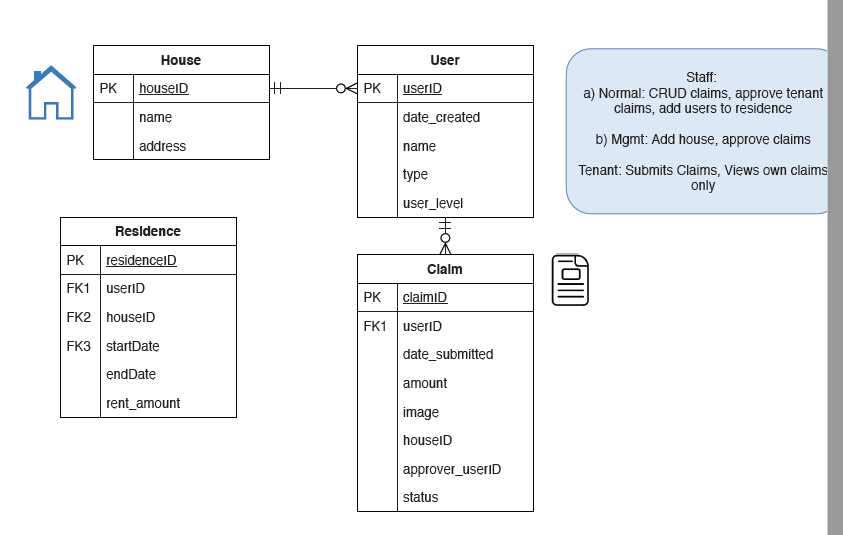 House
PK houseID
name
address
User
PK userID
date_created
name
type
user_level
Staff:
a) Normal: CRUD claims, approve tenant
claims, add users to residence
b) Mgmt: Add house, approve claims
Tenant: Submits Claims, Views own claims
only
Residence
PK residenceID
FK1 userID
FK2 houseID
FK3 startDate
endDate
rent_amount
Claim
PK claimID
FK1 userID
date_submitted
amount
image
houseID
approver_userID
status